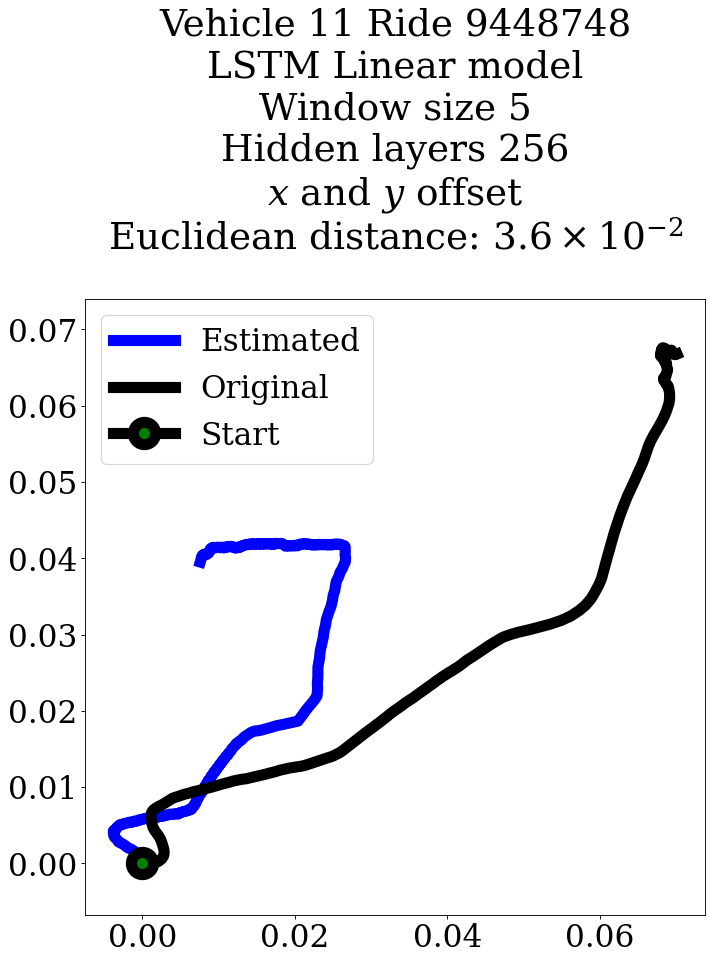 Vehicle 11 Ride 9448748
LSTM Linear model
Window size 5
Hidden layers 256
x and y offset
Euclidean distance: 3.6 × 10⁻²
Estimated
Original
Start
0.07
0.06
0.05
0.04
0.03
0.02
0.01
0.00
0.00 0.02 0.04 0.06